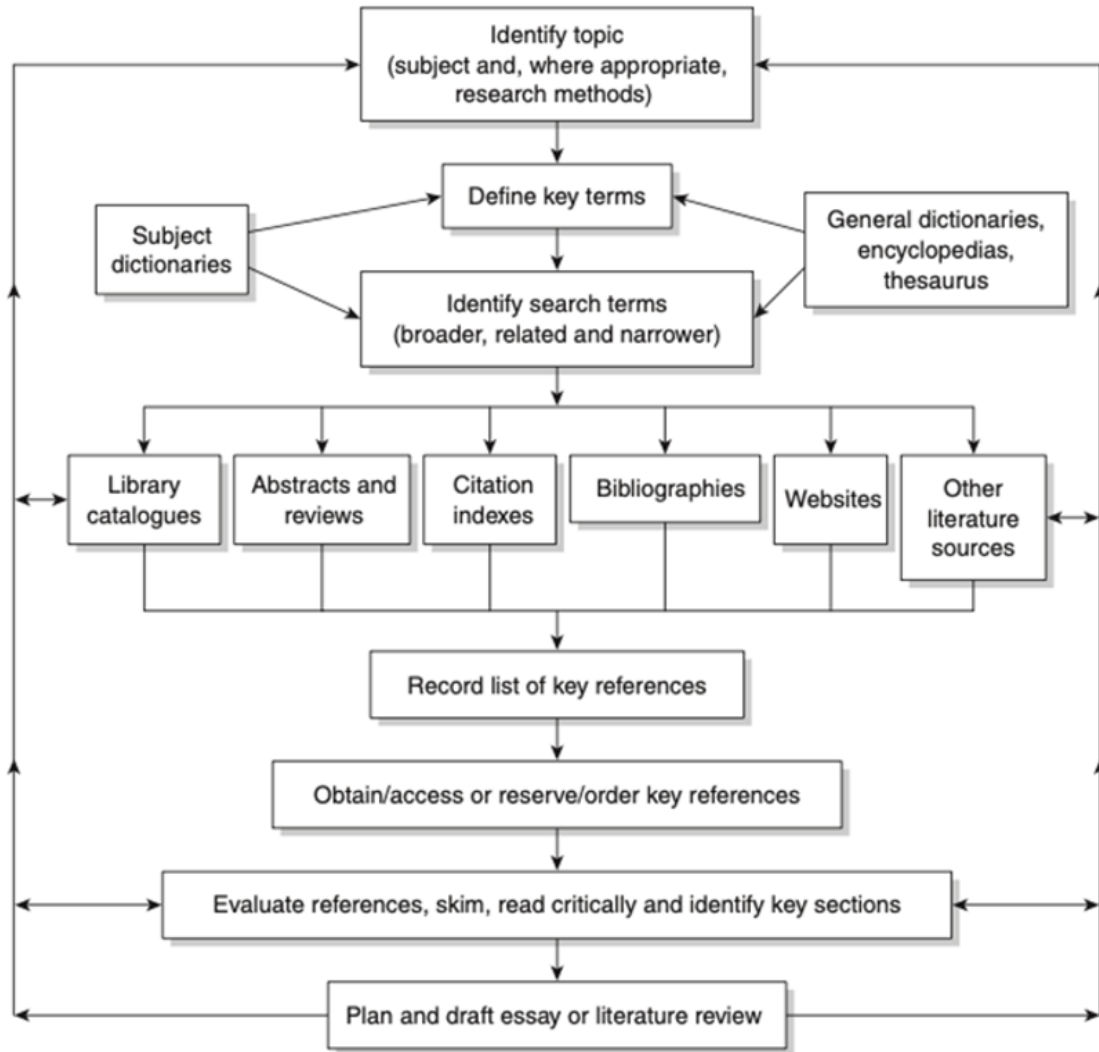 Identify topic
(subject and, where appropriate,
research methods)
Define key terms
Subject
dictionaries
General dictionaries,
encyclopedias,
thesaurus
Identify search terms
(broader, related and narrower)
Library
catalogues
Abstracts and
reviews
Citation
indexes
Bibliographies
Websites
Other
literature
sources
Record list of key references
Obtain/access or reserve/order key references
Evaluate references, skim, read critically and identify key sections
Plan and draft essay or literature review